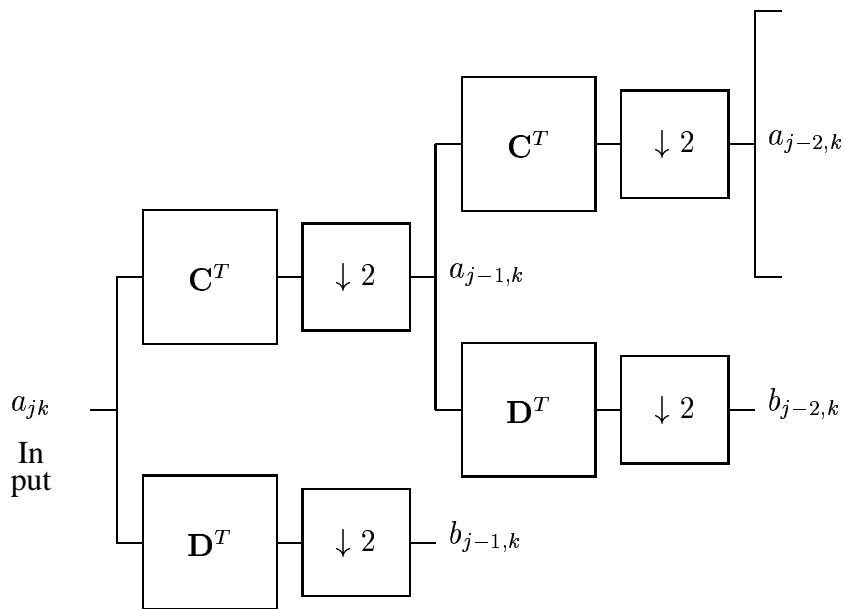 C^T
↓ 2
a_{j−2,k}
C^T
↓ 2
a_{j−1,k}
D^T
↓ 2
b_{j−2,k}
a_{jk}
In
put
D^T
↓ 2
b_{j−1,k}